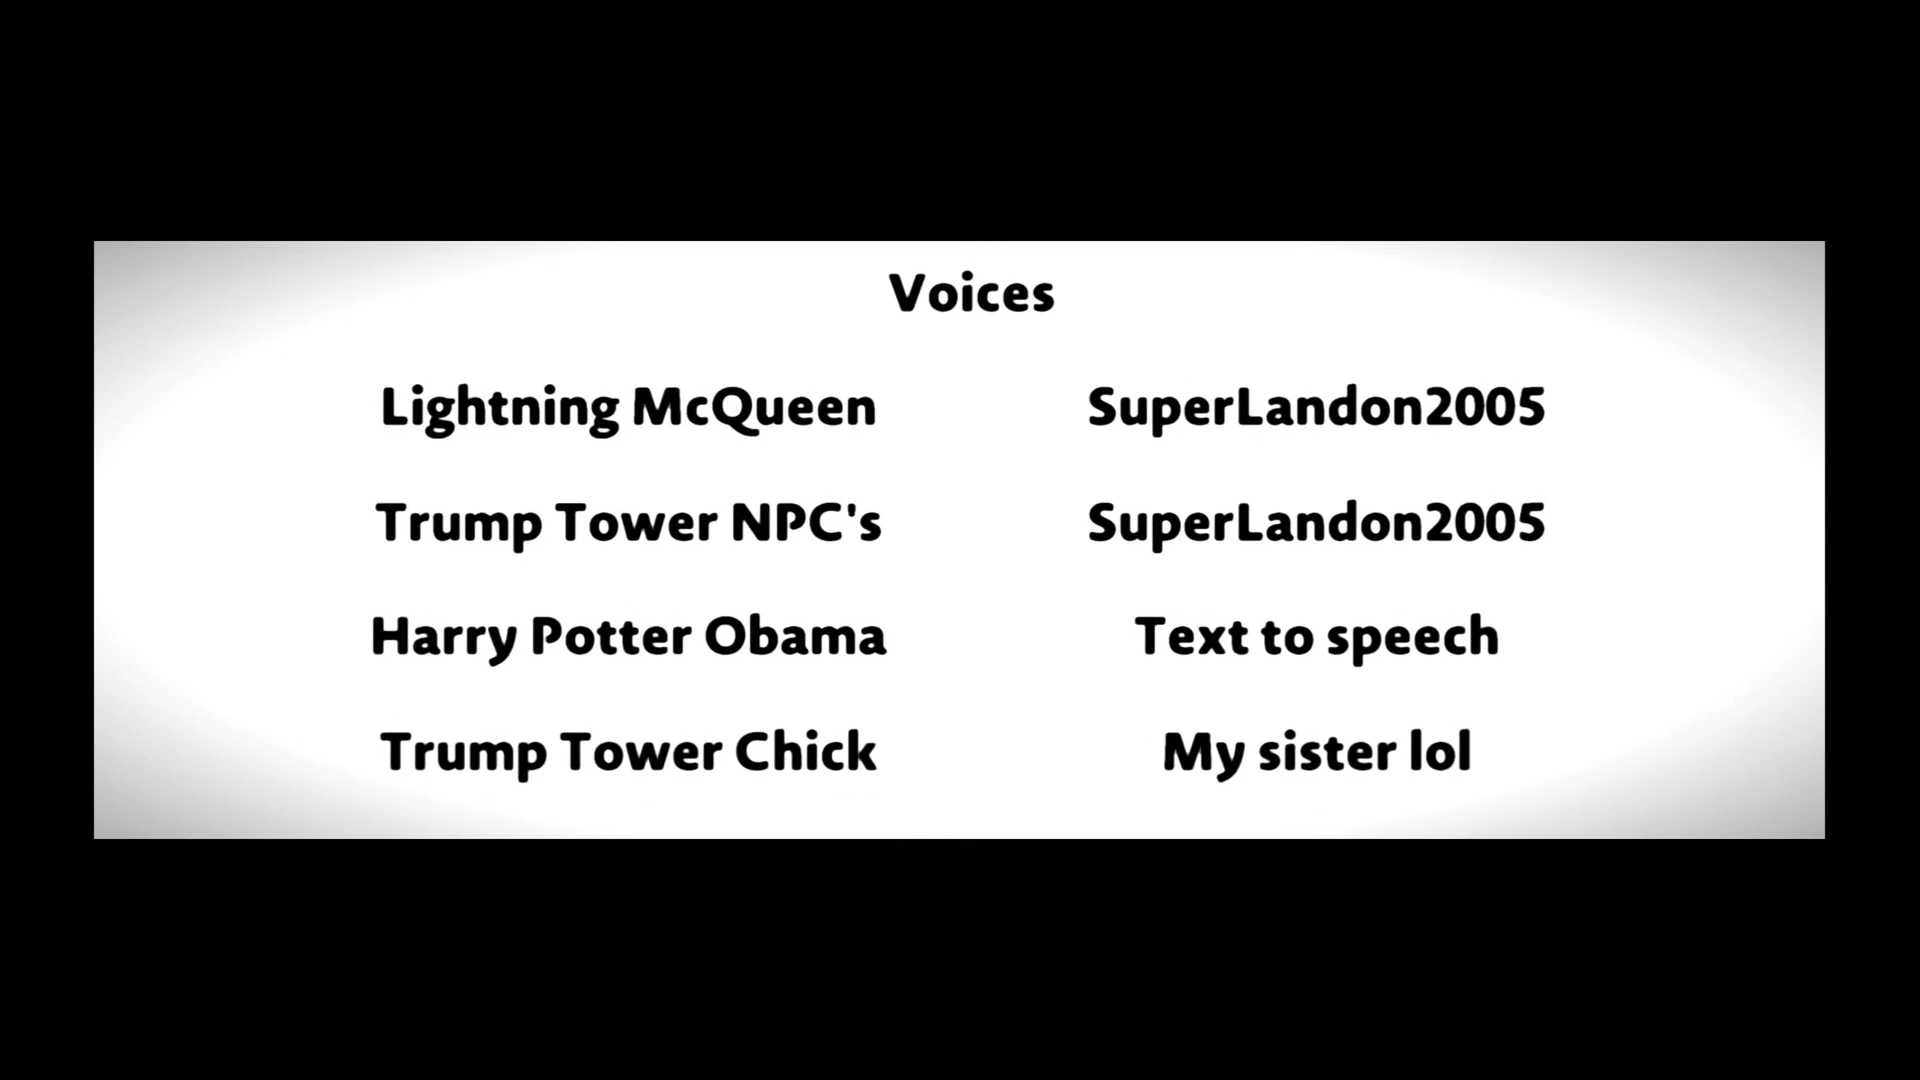 Voices
Lightning McQueen SuperLandon2005
Trump Tower NPC's SuperLandon2005
Harry Potter Obama Text to speech
Trump Tower Chick My sister lol